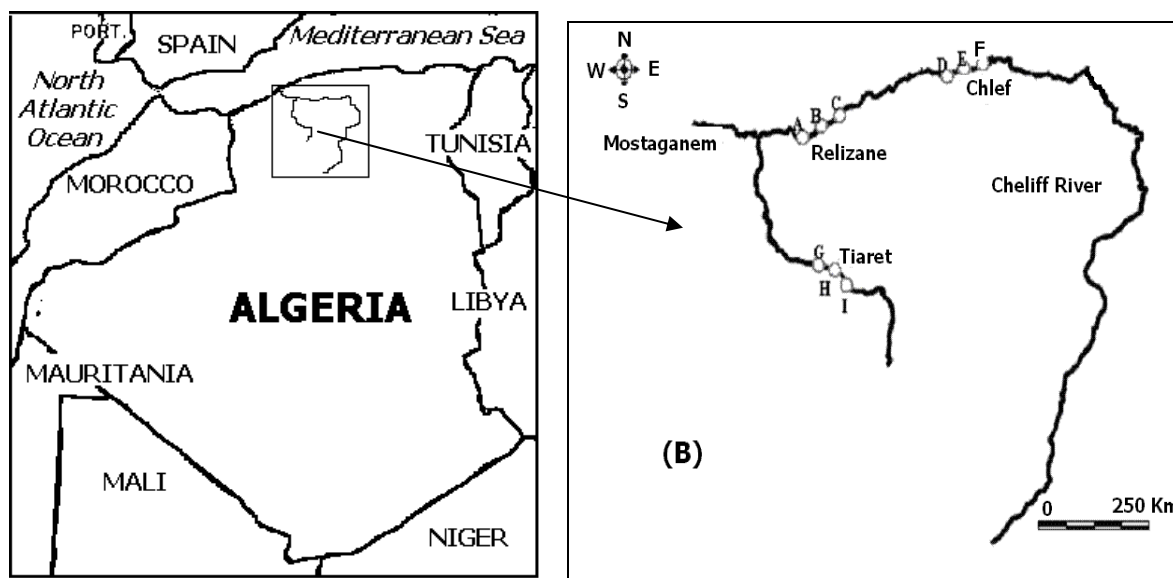 PORT.
SPAIN
Mediterranean Sea
North
Atlantic
Ocean
MOROCCO
TUNISIA
ALGERIA
LIBYA
MAURITANIA
MALI
NIGER
N
W E
S
D E F
Chlef
A B C
Mostaganem
Relizane
Cheliff River
G Tiaret
H I
(B)
0 250 Km